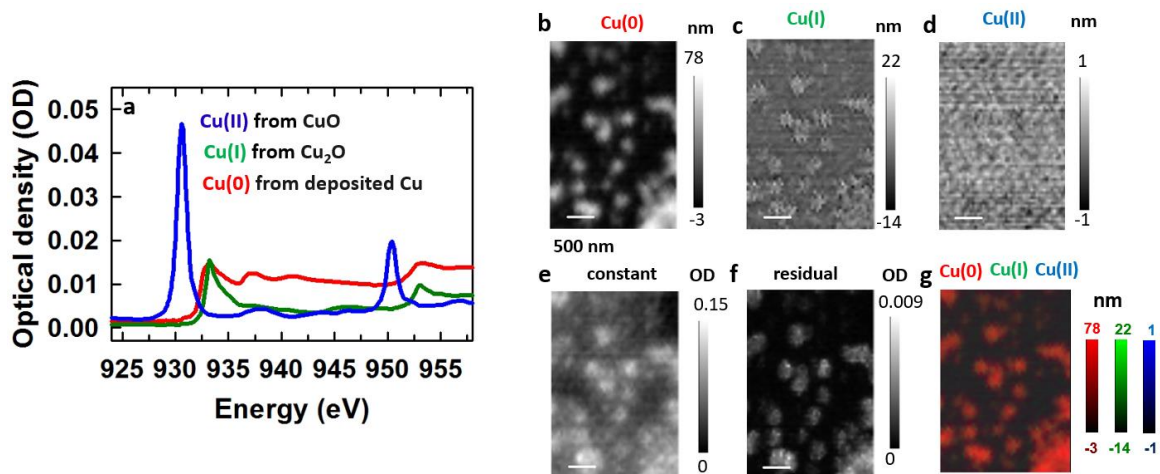 a
Cu(II) from CuO
Cu(I) from Cu₂O
Cu(0) from deposited Cu
Optical density (OD)
0.05
0.04
0.03
0.02
0.01
0.00
925 930 935 940 945 950 955
Energy (eV)
b Cu(0) nm
78
-3
500 nm
c Cu(I) nm
22
-14
d Cu(II) nm
1
-1
e constant OD
0.15
0
f residual OD
0.009
0
g Cu(0) Cu(I) Cu(II)
nm
78 22 1
-3 -14 -1